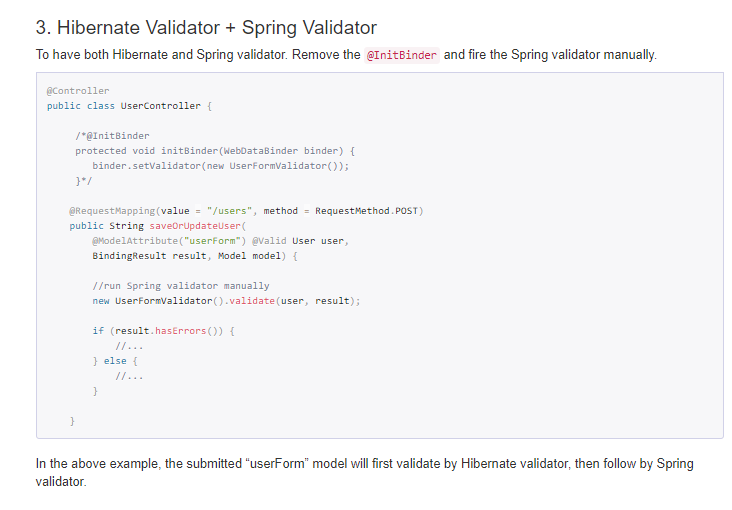 3. Hibernate Validator + Spring Validator
To have both Hibernate and Spring validator. Remove the @InitBinder and fire the Spring validator manually.
@Controller
public class UserController {
/*@InitBinder
protected void initBinder(WebDataBinder binder) {
binder.setValidator(new UserFormValidator());
}*/
@RequestMapping(value = "/users", method = RequestMethod.POST)
public String saveOrUpdateUser(
@ModelAttribute("userForm") @Valid User user,
BindingResult result, Model model) {
//run Spring validator manually
new UserFormValidator().validate(user, result);
if (result.hasErrors()) {
//...
} else {
//...
}
}
In the above example, the submitted “userForm” model will first validate by Hibernate validator, then follow by Spring
validator.